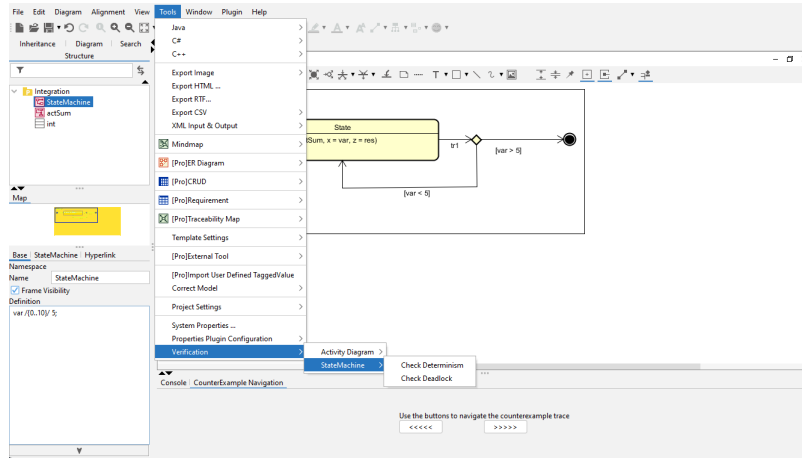 File Edit Diagram Alignment View Tools Window Plugin Help
Inheritance Diagram Search
Structure
Integration
StateMachine
actSum
int
Map
Base StateMachine Hyperlink
Namespace
Name StateMachine
Frame Visibility
Definition
var /(0..10)/ 5;
Java
C#
C++
Export Image
Export HTML ...
Export RTF...
Export CSV
XML Input & Output
Mindmap
[Pro]ER Diagram
[Pro]CRUD
[Pro]Requirement
[Pro]Traceability Map
Template Settings
[Pro]External Tool
[Pro]Import User Defined TaggedValue
Correct Model
Project Settings
System Properties ...
Properties Plugin Configuration
Verification
Activity Diagram
StateMachine
Check Determinism
Check Deadlock
State
Sum, x = var, z = res)
tr1
[var > 5]
[var < 5]
Console CounterExample Navigation
Use the buttons to navigate the counterexample trace
<<<<< >>>>>